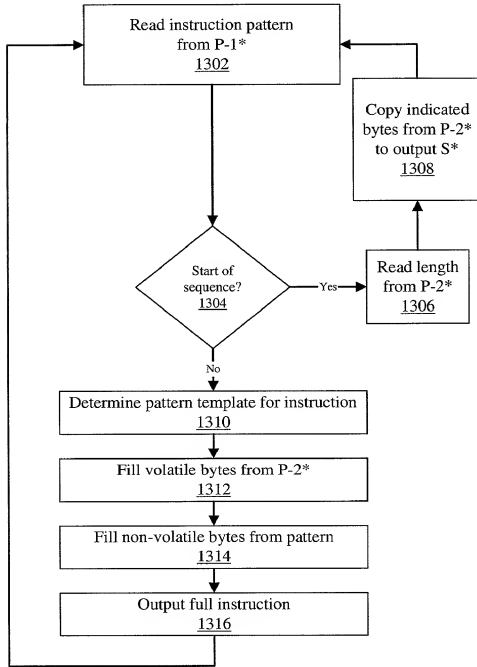 Read instruction pattern
from P-1*
1302
Copy indicated
bytes from P-2*
to output S*
1308
Start of
sequence?
1304
Yes
Read length
from P-2*
1306
No
Determine pattern template for instruction
1310
Fill volatile bytes from P-2*
1312
Fill non-volatile bytes from pattern
1314
Output full instruction
1316